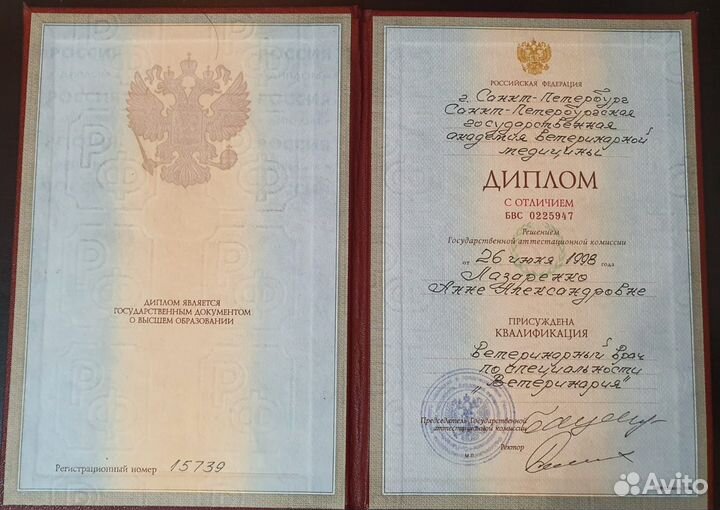 РОССИЯ
ДИПЛОМ ЯВЛЯЕТСЯ
ГОСУДАРСТВЕННЫМ ДОКУМЕНТОМ
О ВЫСШЕМ ОБРАЗОВАНИИ
Регистрационный номер 15739
РОССИЙСКАЯ ФЕДЕРАЦИЯ
г. Санкт-Петербург
Санкт-Петербургская
государственная
академия ветеринарной
медицины
ДИПЛОМ
С ОТЛИЧИЕМ
БВС 0225947
Решением
Государственной аттестационной комиссии
от 26 июня 1998 года
Лазаренко
Анне Александровне
ПРИСУЖДЕНА
КВАЛИФИКАЦИЯ
Ветеринарный врач
по специальности
"Ветеринария"
Председатель Государственной
аттестационной комиссии
Ректор
М.П.
Avito